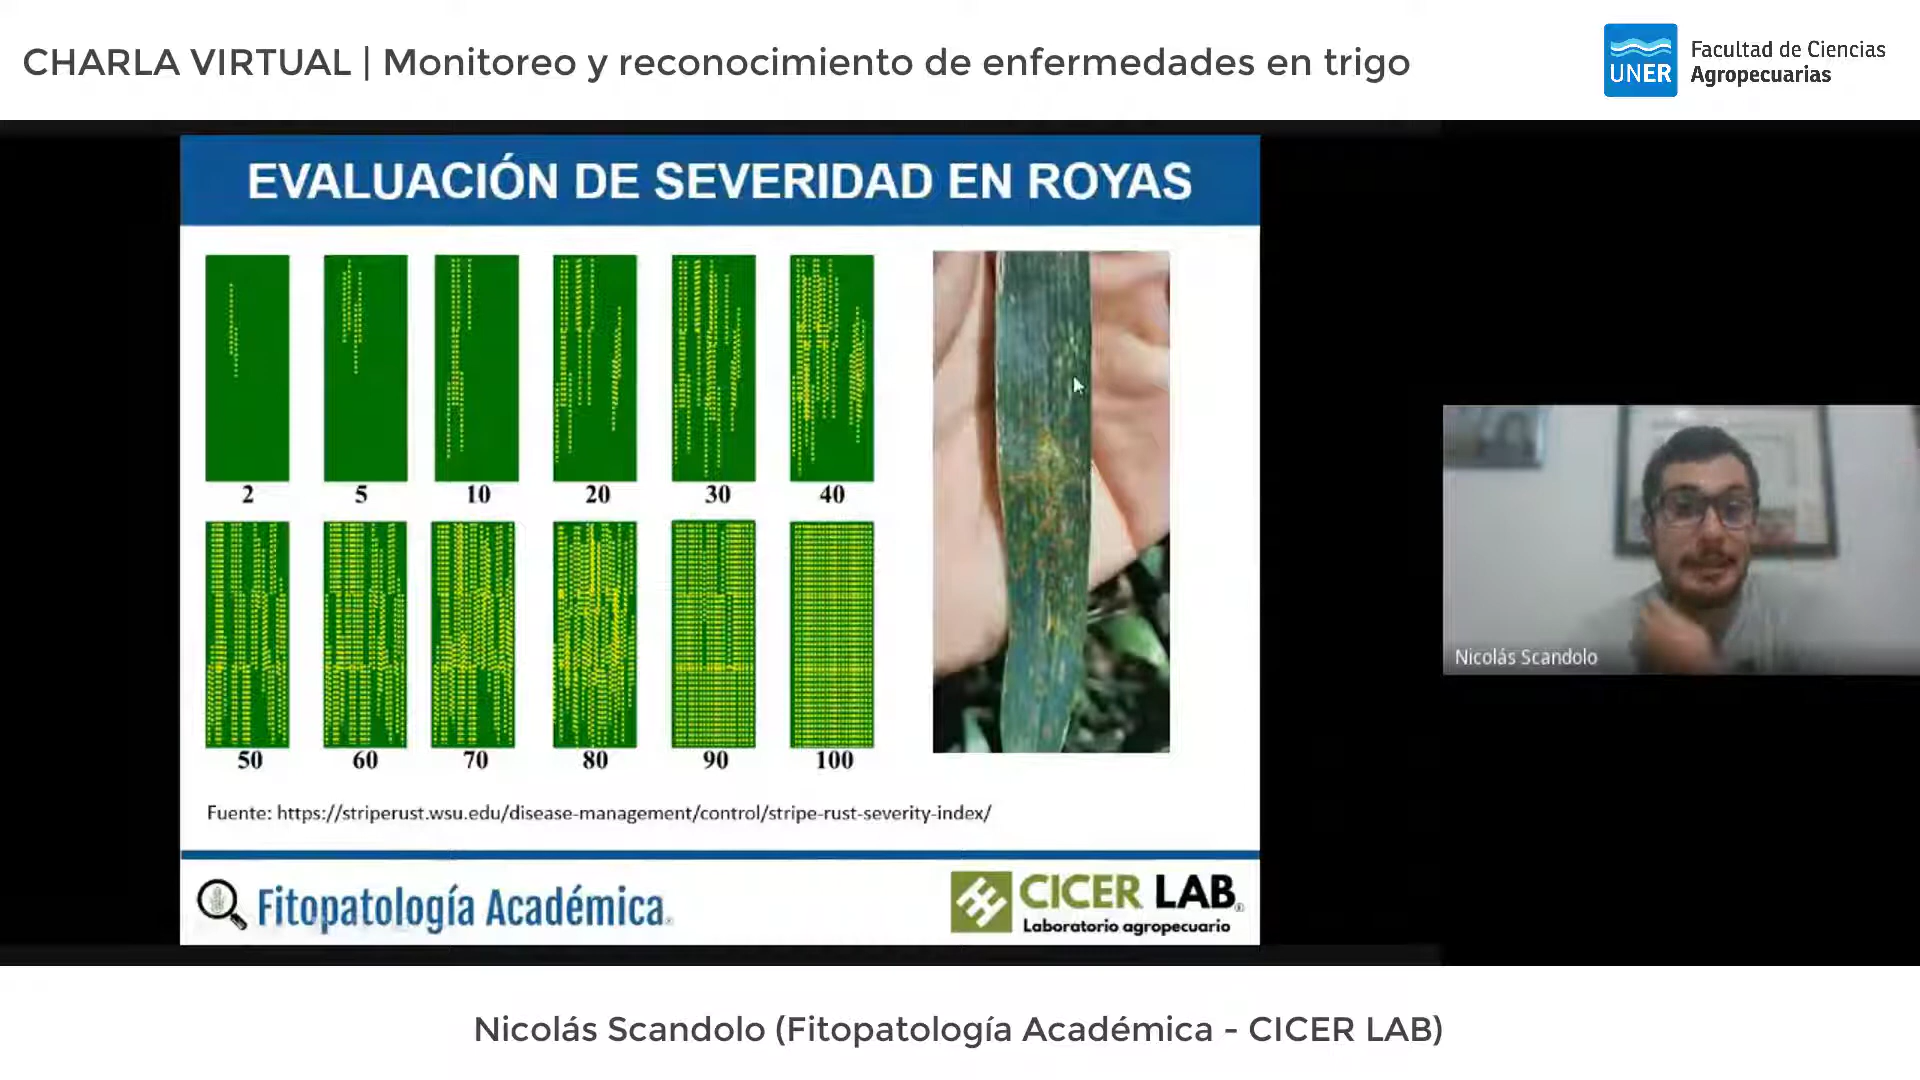 CHARLA VIRTUAL | Monitoreo y reconocimiento de enfermedades en trigo
UNER
Facultad de Ciencias
Agropecuarias
EVALUACIÓN DE SEVERIDAD EN ROYAS
2 5 10 20 30 40
50 60 70 80 90 100
Fuente: https://striperust.wsu.edu/disease-management/control/stripe-rust-severity-index/
Fitopatología Académica
CICER LAB
Laboratorio agropecuario
Nicolás Scandolo
Nicolás Scandolo (Fitopatología Académica - CICER LAB)